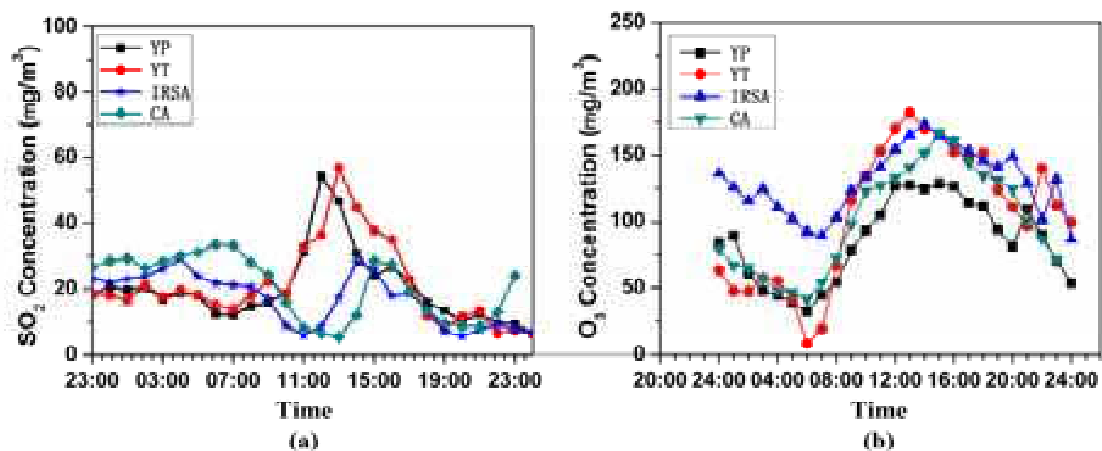 100
80
60
40
20
0
SO2 Concentration (mg/m3)
YP
YT
IRSA
CA
23:00 03:00 07:00 11:00 15:00 19:00 23:00
Time
(a)
250
200
150
100
50
0
O3 Concentration (mg/m3)
YP
YT
IRSA
CA
20:00 24:00 04:00 08:00 12:00 16:00 20:00 24:00
Time
(b)